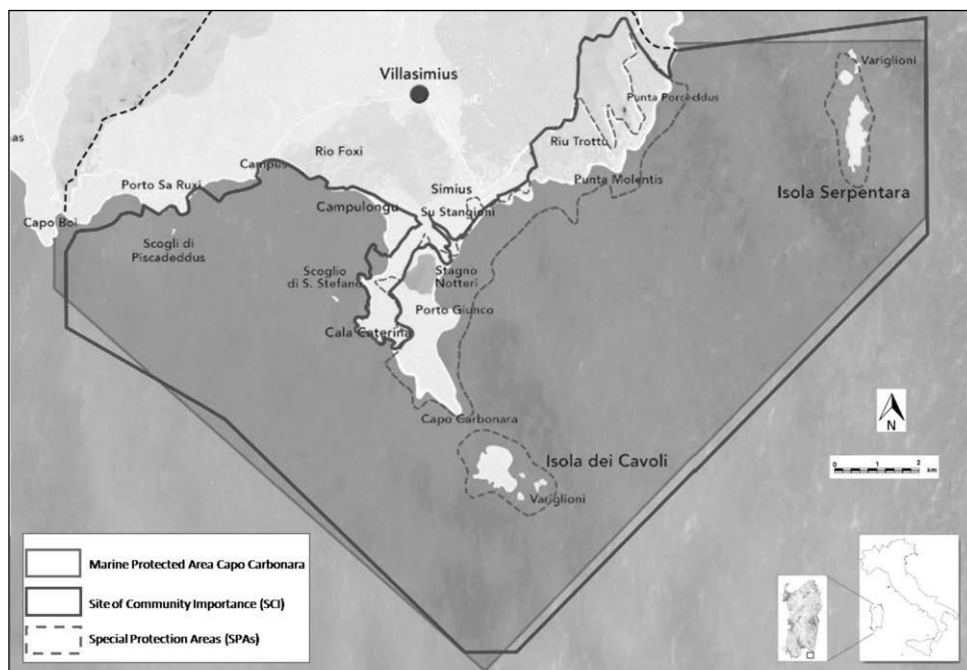 Variglioni
Villasimius
Punta Porceddus
as
Rio Foxi
Riu Trottu
Campus
Porto Sa Ruxi
Simius
Punta Molentis
Isola Serpentara
Campulongu
Su Stangioni
Capo Boi
Scogli di
Piscadeddus
Scoglio
di S. Stefano
Stagno
Notteri
Porto Giunco
Cala Caterina
Capo Carbonara
N
Isola dei Cavoli
0 1 2
km
Variglioni
Marine Protected Area Capo Carbonara
Site of Community Importance (SCI)
Special Protection Areas (SPAs)